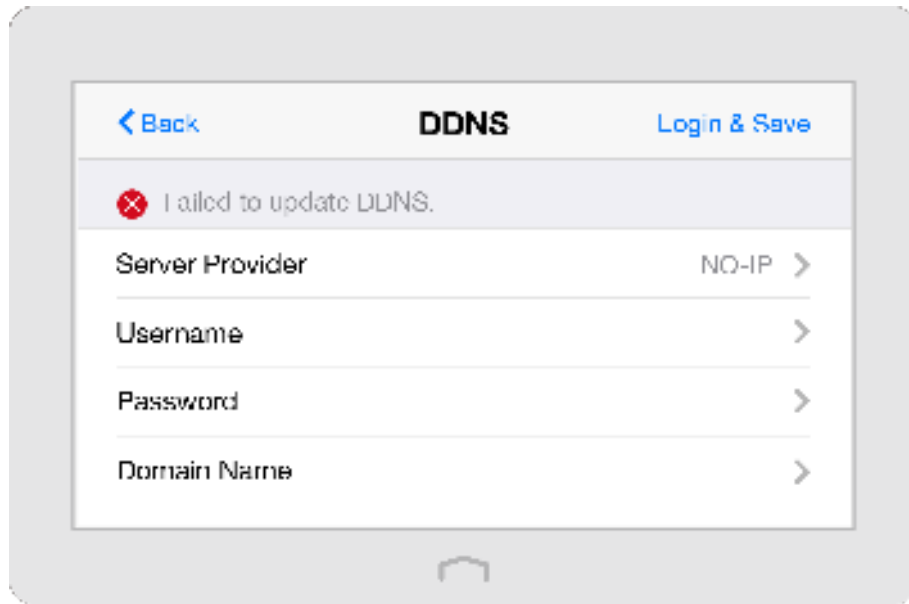 Back DDNS Login & Save
Failed to update DDNS.
Server Provider NO-IP
Username
Password
Domain Name